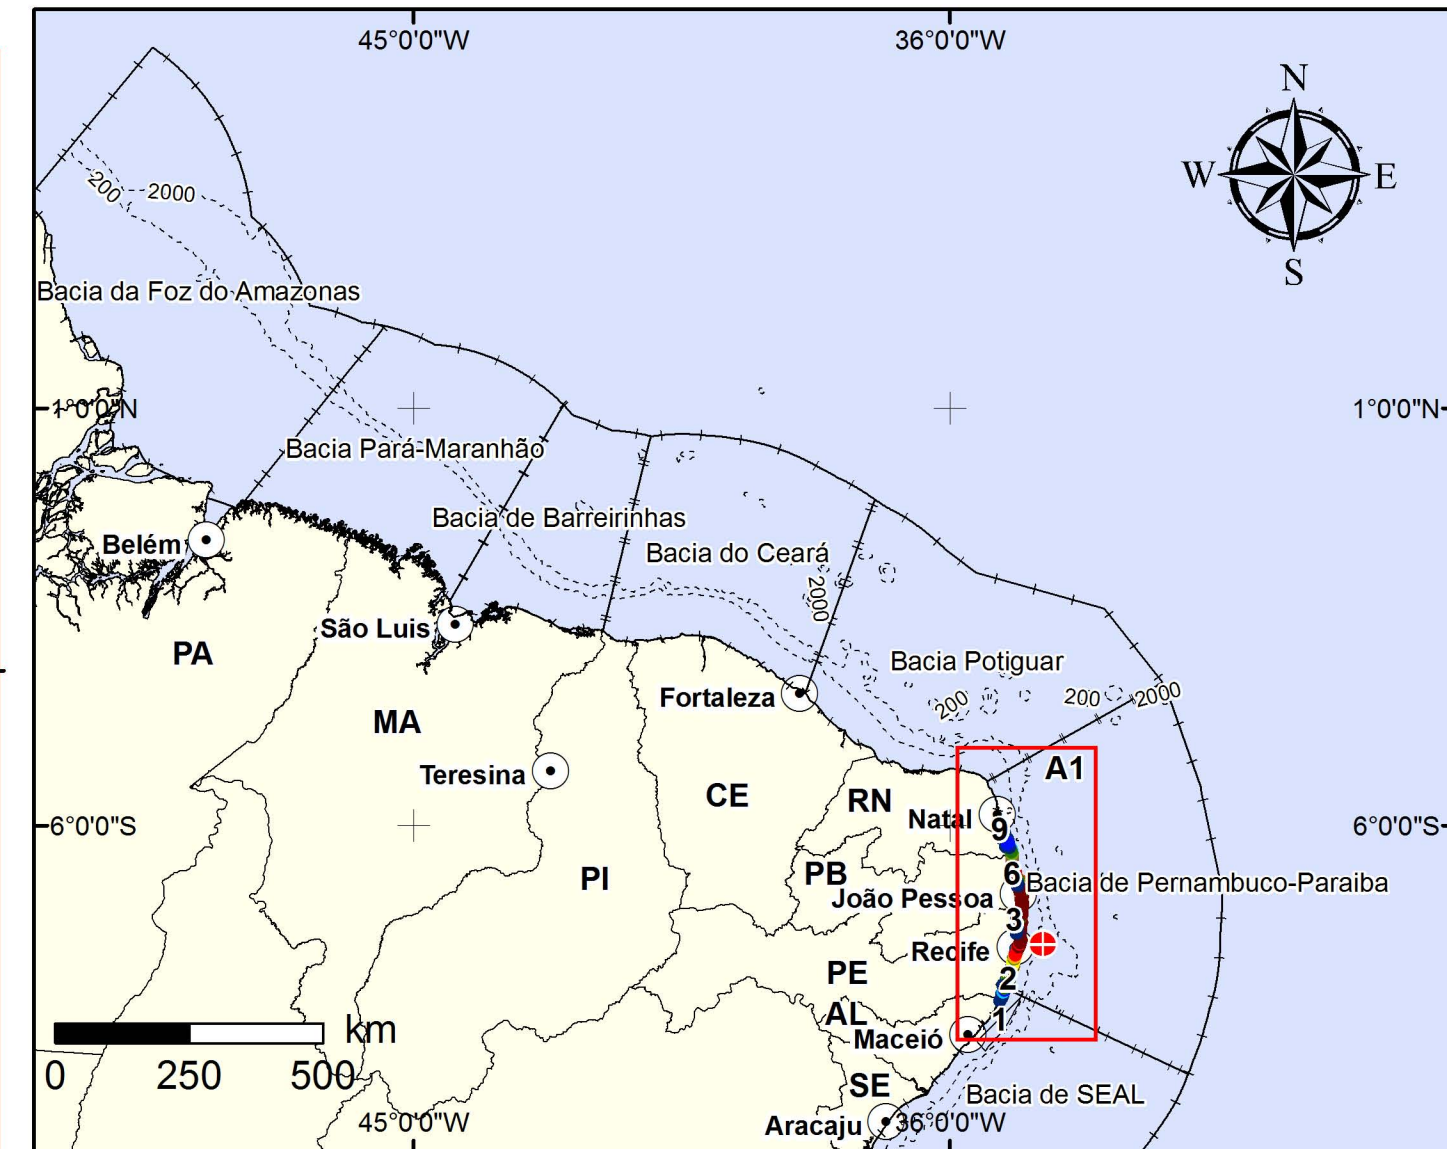 45°0'0"W
36°0'0"W
N
W
E
S
200
2000
Bacia da Foz do Amazonas
1°0'0"N
1°0'0"N
Bacia Pará-Maranhão
Bacia de Barreirinhas
Belém
Bacia do Ceará
2000
São Luis
PA
Bacia Potiguar
Fortaleza
200
200
2000
MA
Teresina
A1
CE
RN
Natal
9
6°0'0"S
6°0'0"S
PI
PB
6
Bacia de Pernambuco-Paraiba
João Pessoa
3
Recife
PE
2
AL
1
Maceió
km
0
250
500
SE
Bacia de SEAL
45°0'0"W
Aracaju
36°0'0"W